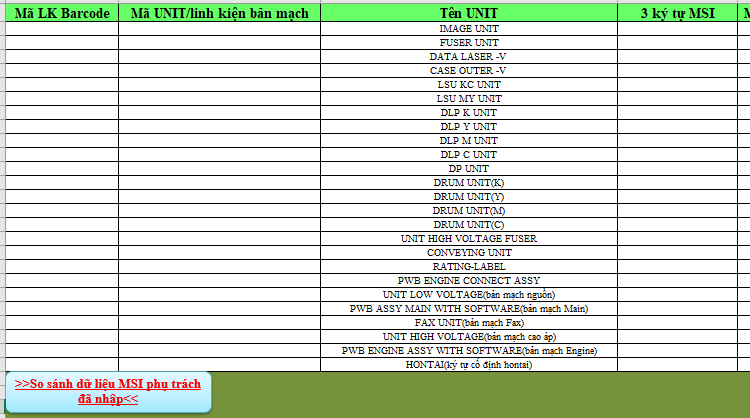 Mã LK Barcode Mã UNIT/linh kiện bản mạch Tên UNIT 3 ký tự MSI
IMAGE UNIT
FUSER UNIT
DATA LASER -V
CASE OUTER -V
LSU KC UNIT
LSU MY UNIT
DLP K UNIT
DLP Y UNIT
DLP M UNIT
DLP C UNIT
DP UNIT
DRUM UNIT(K)
DRUM UNIT(Y)
DRUM UNIT(M)
DRUM UNIT(C)
UNIT HIGH VOLTAGE FUSER
CONVEYING UNIT
RATING-LABEL
PWB ENGINE CONNECT ASSY
UNIT LOW VOLTAGE(bản mạch nguồn)
PWB ASSY MAIN WITH SOFTWARE(bản mạch Main)
FAX UNIT(bản mạch Fax)
UNIT HIGH VOLTAGE(bản mạch cao áp)
PWB ENGINE ASSY WITH SOFTWARE(bản mạch Engine)
HONTAI(ký tự cố định hontai)
>>So sánh dữ liệu MSI phụ trách
đã nhập<<